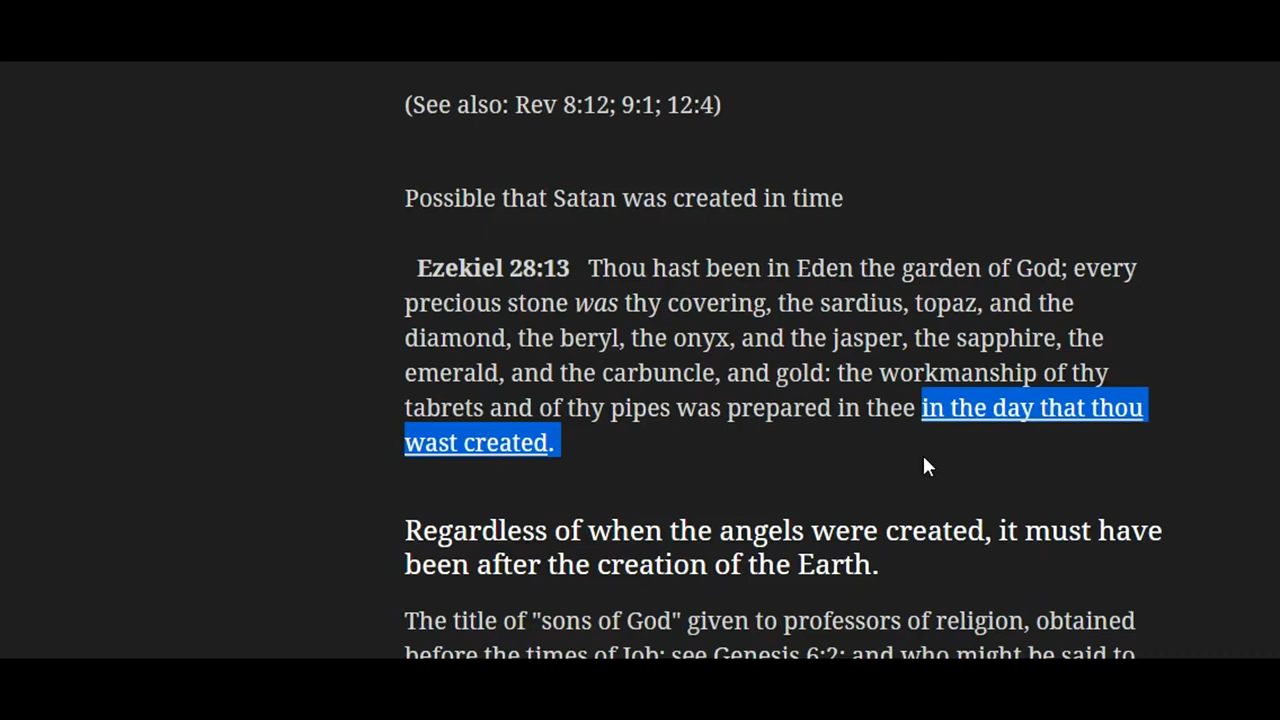 (See also: Rev 8:12; 9:1; 12:4)
Possible that Satan was created in time
Ezekiel 28:13 Thou hast been in Eden the garden of God; every
precious stone was thy covering, the sardius, topaz, and the
diamond, the beryl, the onyx, and the jasper, the sapphire, the
emerald, and the carbuncle, and gold: the workmanship of thy
tabrets and of thy pipes was prepared in thee in the day that thou
wast created.
Regardless of when the angels were created, it must have
been after the creation of the Earth.
The title of "sons of God" given to professors of religion, obtained
before the times of Job; see Genesis 6:2; and who might be said to